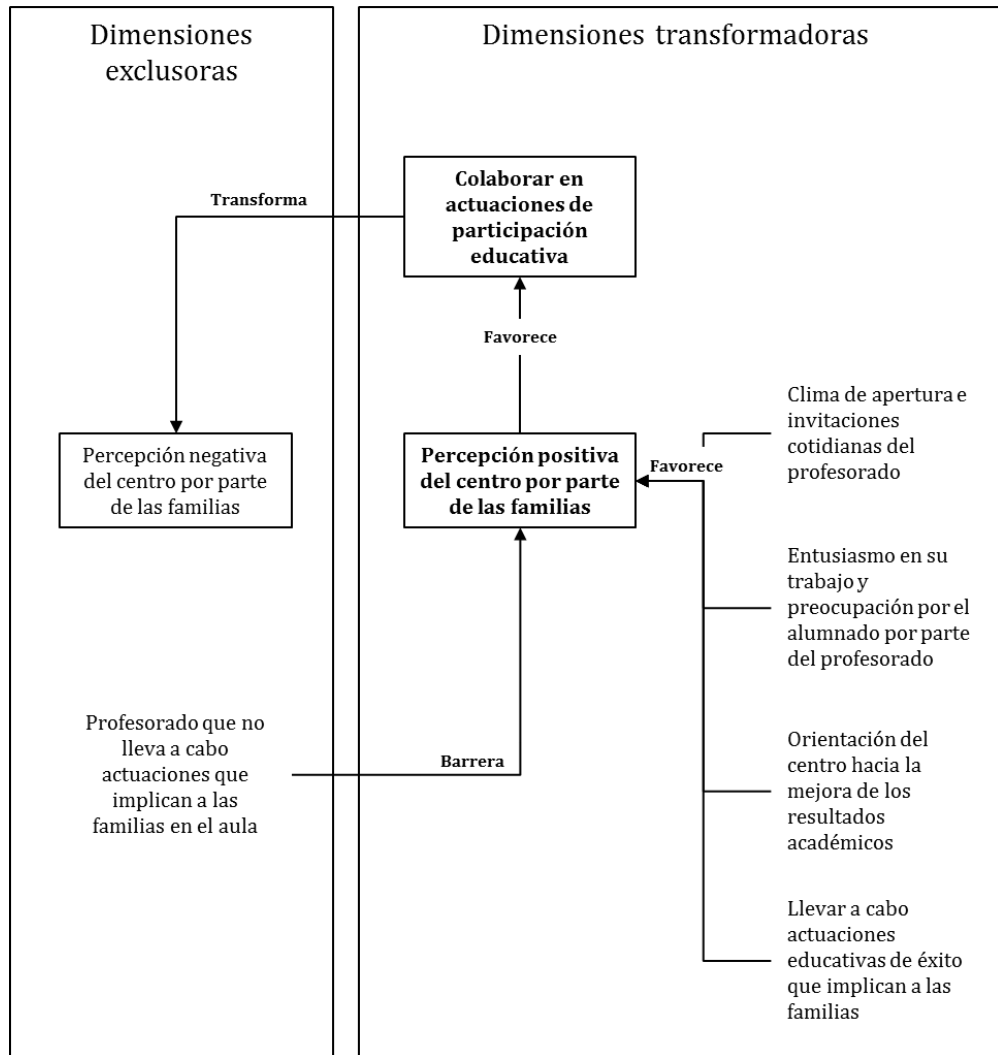 Dimensiones
exclusoras
Dimensiones transformadoras
Colaborar en
actuaciones de
participación
educativa
Transforma
Favorece
Percepción negativa
del centro por parte
de las familias
Percepción positiva
del centro por parte
de las familias
Favorece
Clima de apertura e
invitaciones
cotidianas del
profesorado
Entusiasmo en su
trabajo y
preocupación por el
alumnado por parte
del profesorado
Profesorado que no
lleva a cabo
actuaciones que
implican a las
familias en el aula
Barrera
Orientación del
centro hacia la
mejora de los
resultados
académicos
Llevar a cabo
actuaciones
educativas de éxito
que implican a las
familias